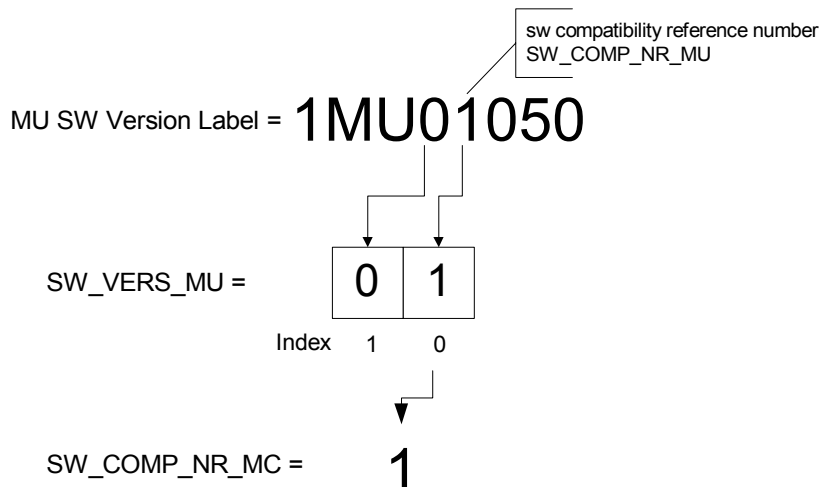 sw compatibility reference number
SW_COMP_NR_MU
MU SW Version Label = 1MU01050
SW_VERS_MU = 0 1
Index 1 0
SW_COMP_NR_MC = 1